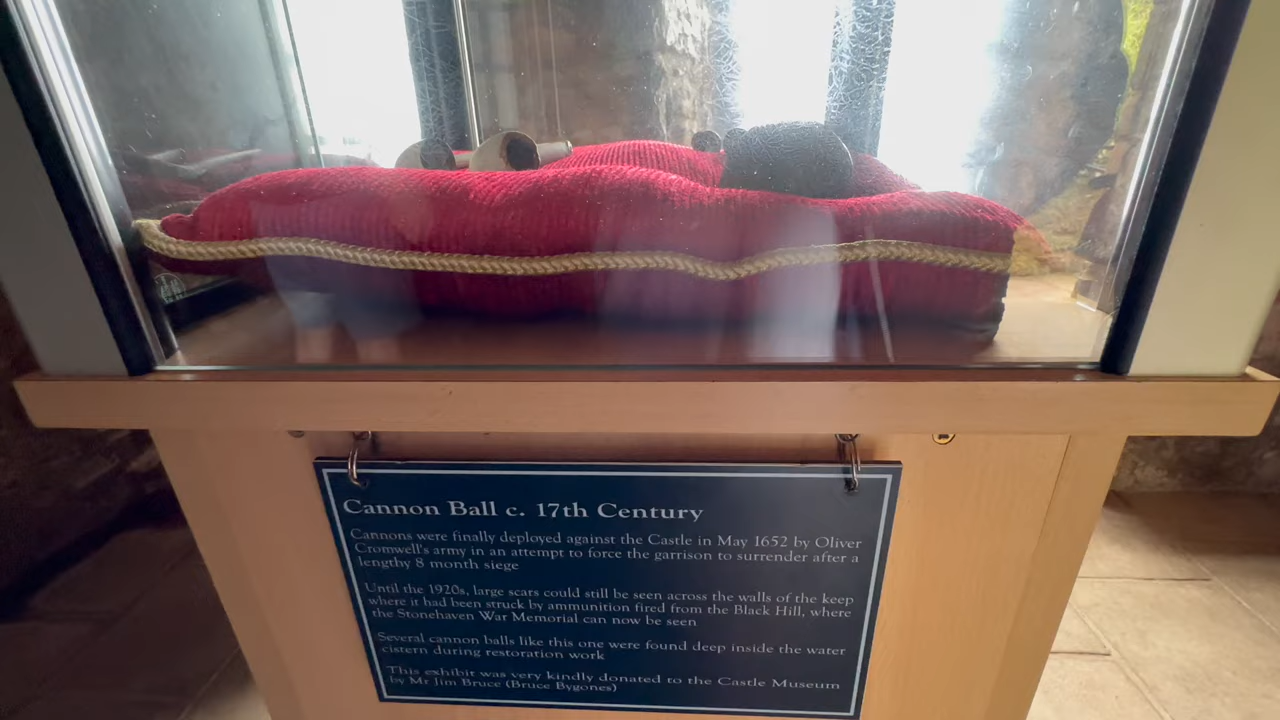 Cannon Ball c. 17th Century
Cannons were finally deployed against the Castle in May 1652 by Oliver
Cromwell's army in an attempt to force the garrison to surrender after a
lengthy 8 month siege
Until the 1920s, large scars could still be seen across the walls of the keep
where it had been struck by ammunition fired from the Black Hill, where
the Stonehaven War Memorial can now be seen
Several cannon balls like this one were found deep inside the water
cistern during restoration work
This exhibit was very kindly donated to the Castle Museum
by Mr Jim Bruce (Bruce Bygones)